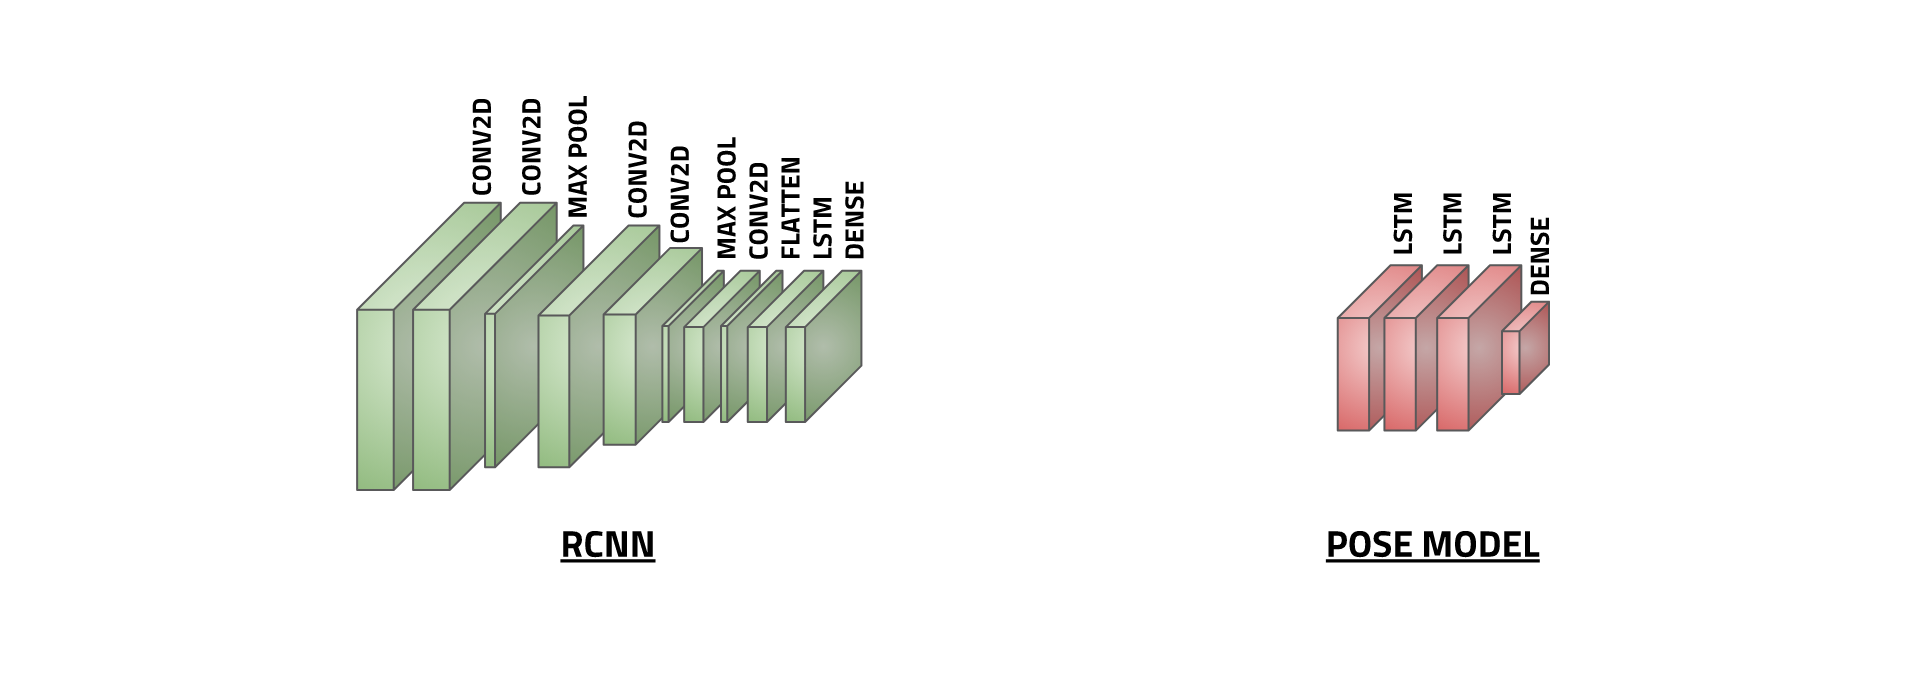 CONV2D
CONV2D
MAX POOL
CONV2D
CONV2D
MAX POOL
CONV2D
FLATTEN
LSTM
DENSE
RCNN
LSTM
LSTM
LSTM
DENSE
POSE MODEL